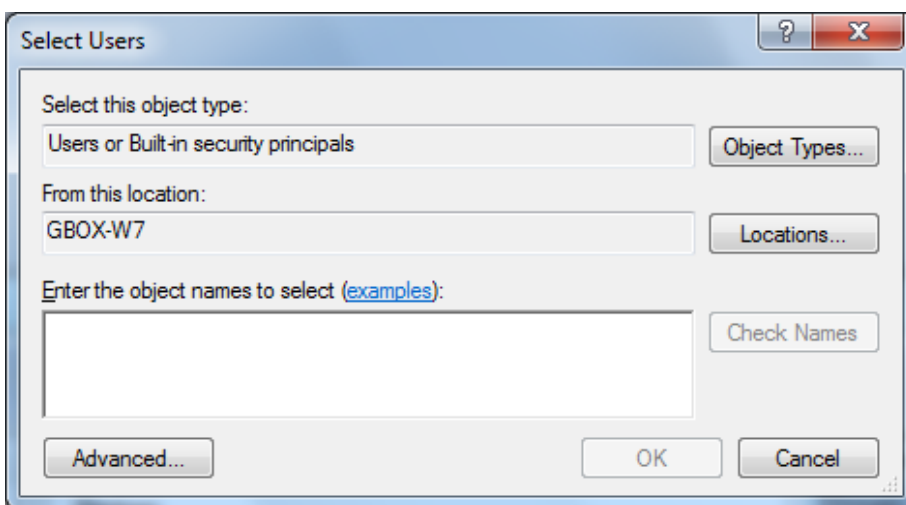 Select Users
Select this object type:
Users or Built-in security principals
Object Types...
From this location:
GBOX-W7
Locations...
Enter the object names to select (examples):
Check Names
Advanced...
OK
Cancel